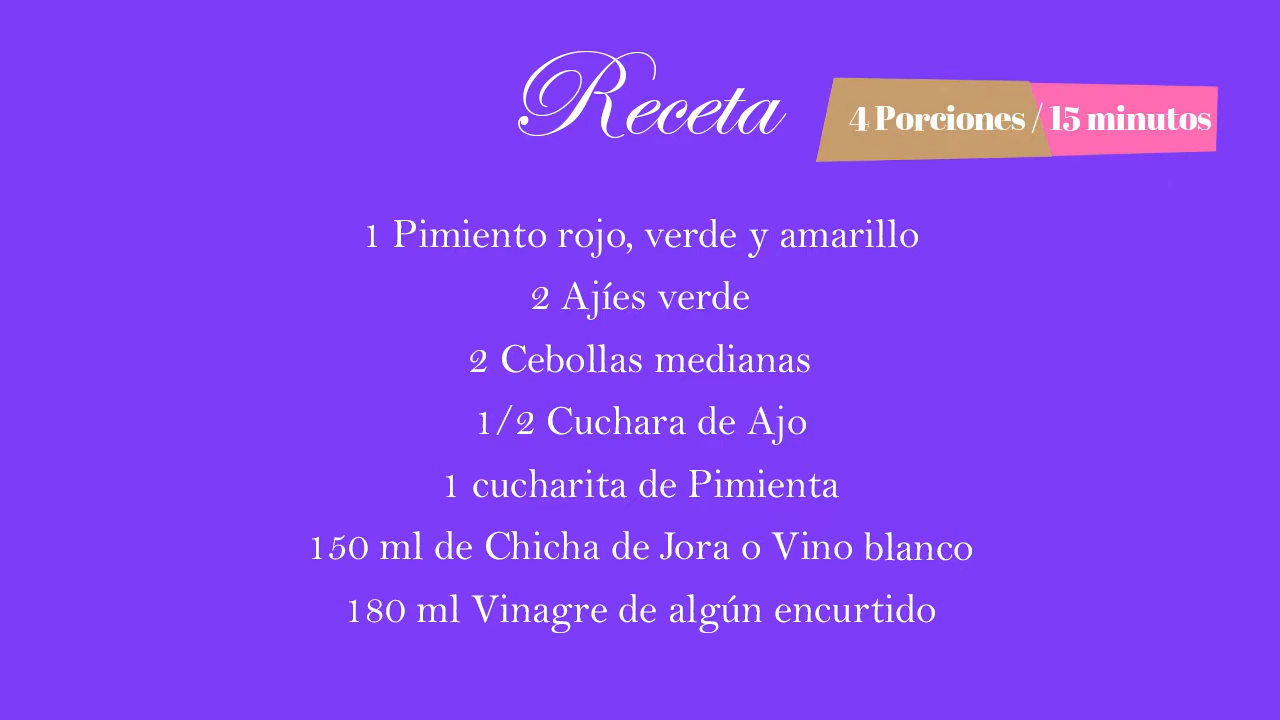 Receta
4 Porciones / 15 minutos
1 Pimiento rojo, verde y amarillo
2 Ajíes verde
2 Cebollas medianas
1/2 Cuchara de Ajo
1 cucharita de Pimienta
150 ml de Chicha de Jora o Vino blanco
180 ml Vinagre de algún encurtido